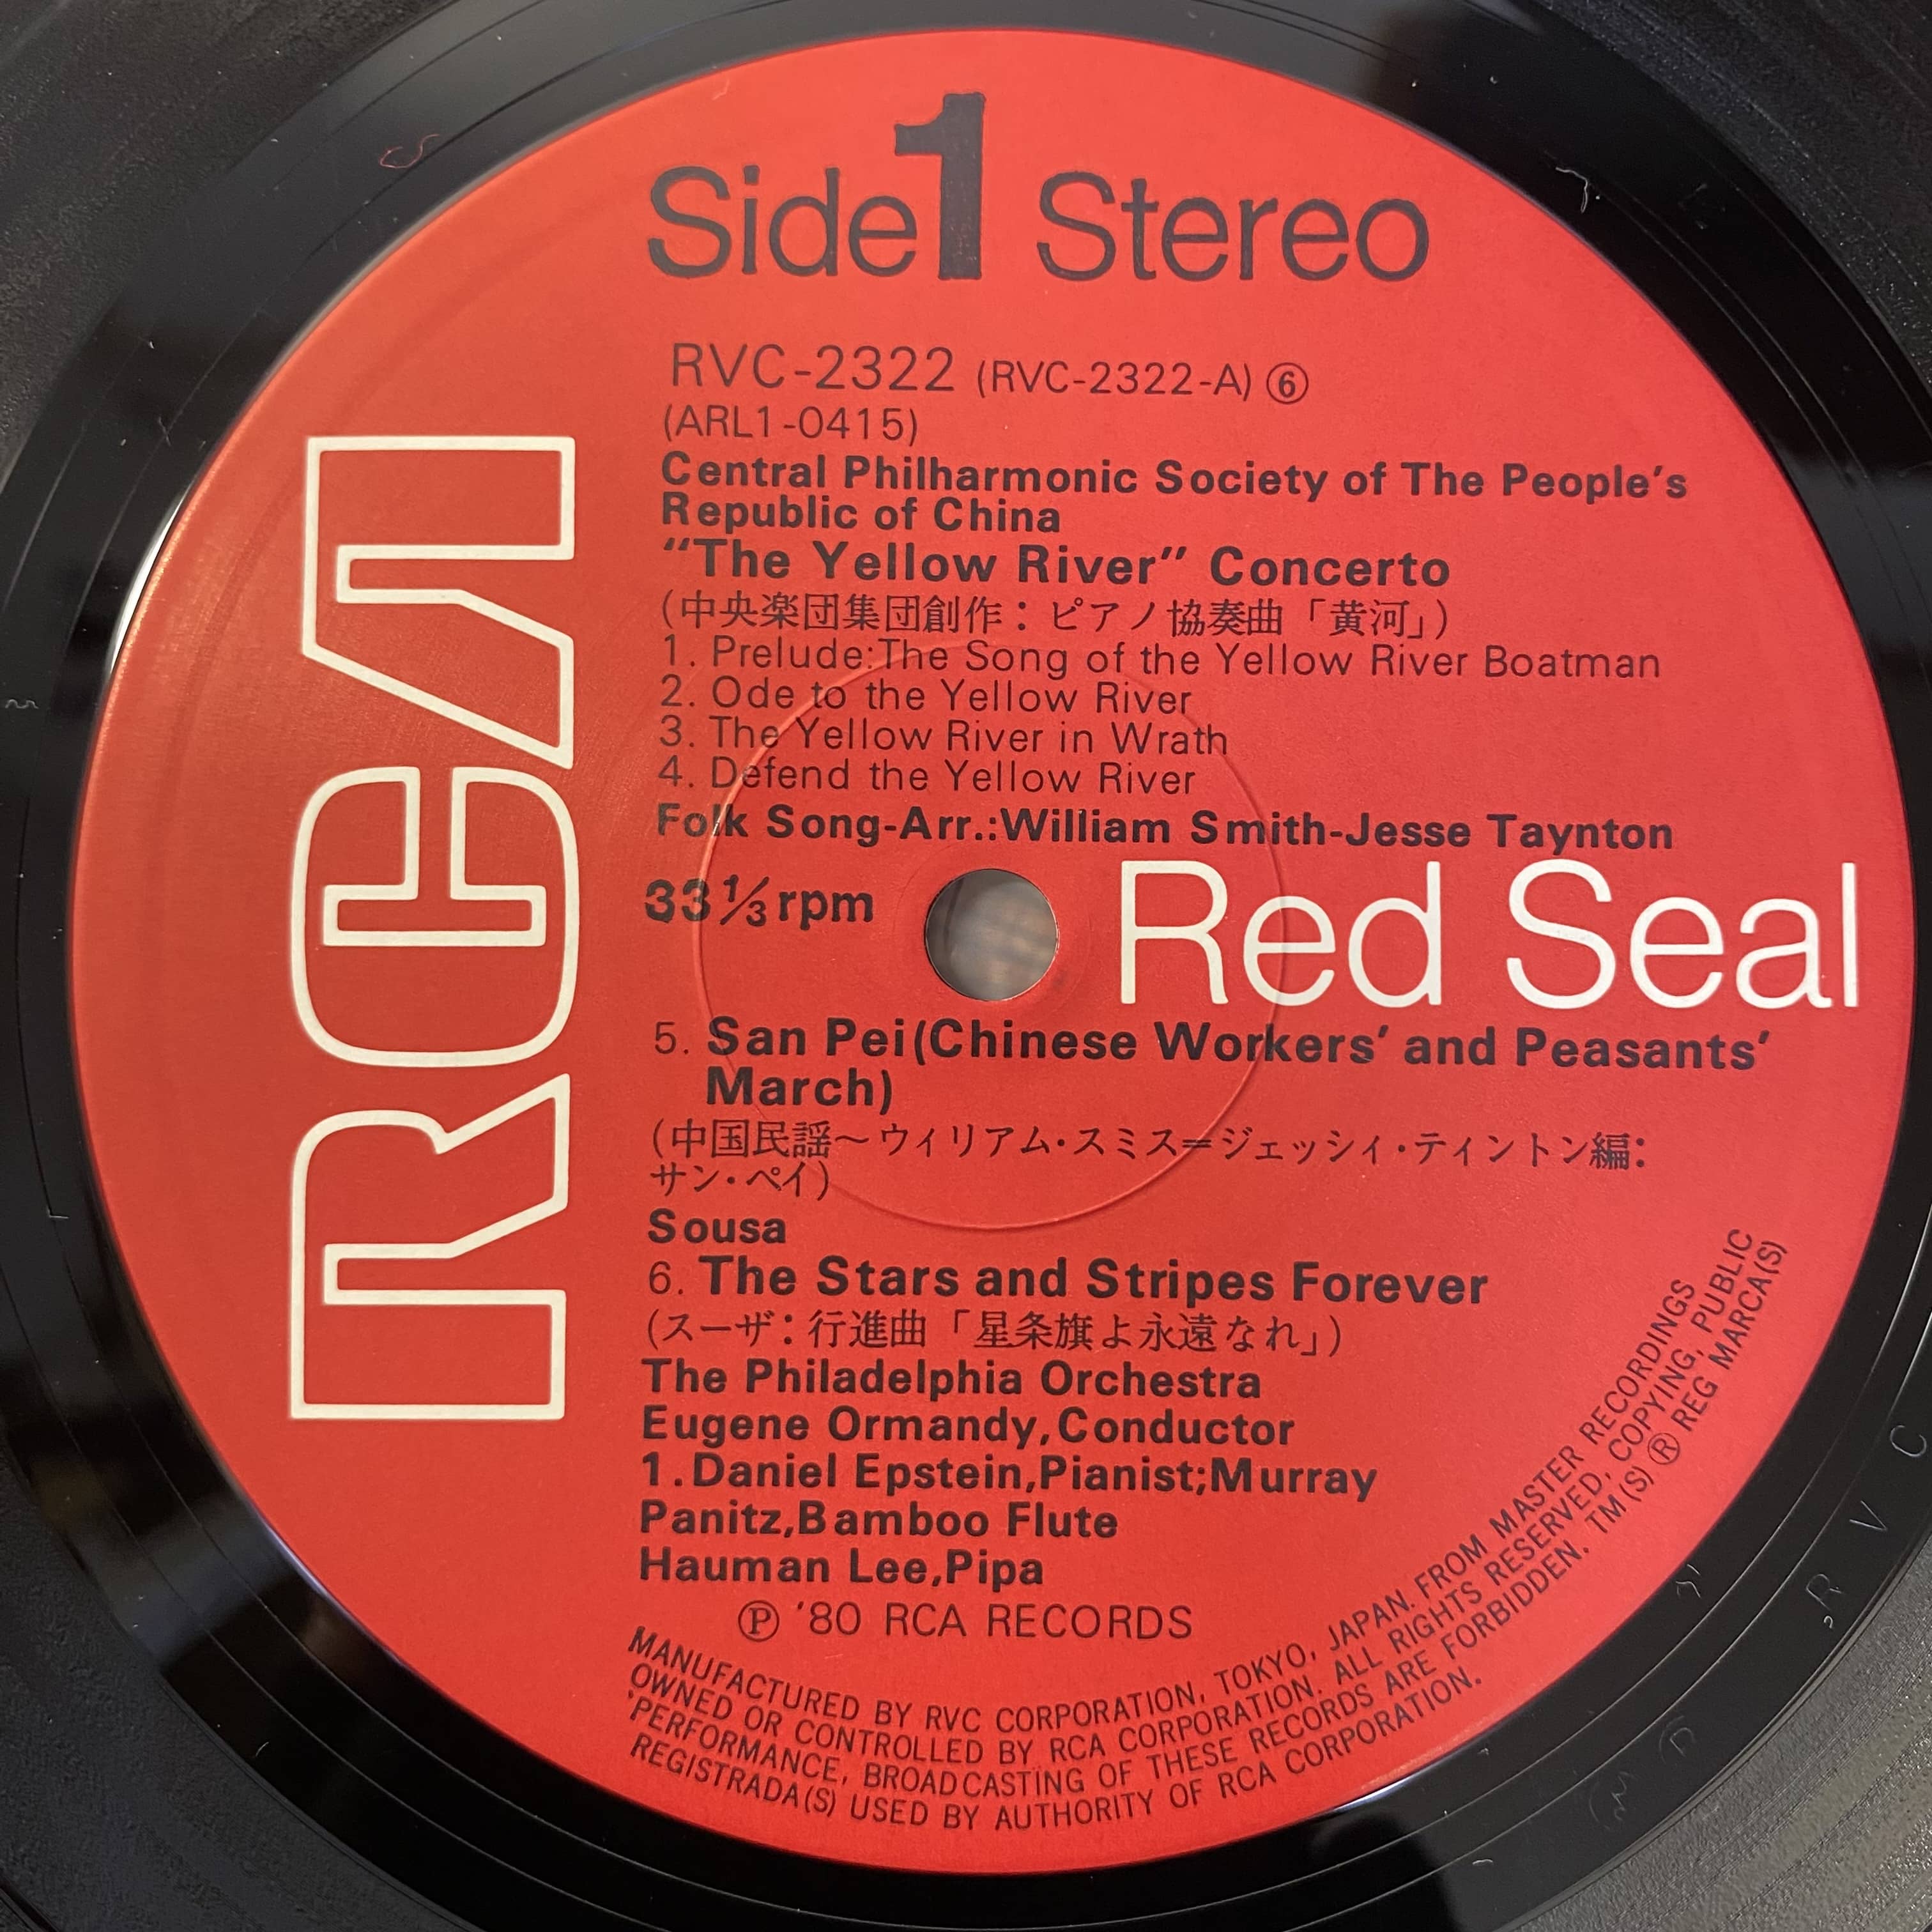 Side 1 Stereo
RVC-2322 (RVC-2322-A) ⑥
(ARL1-0415)
Central Philharmonic Society of The People's
Republic of China
“The Yellow River” Concerto
(中央楽団集団創作：ピアノ協奏曲「黄河」)
1. Prelude:The Song of the Yellow River Boatman
2. Ode to the Yellow River
3. The Yellow River in Wrath
4. Defend the Yellow River
Folk Song-Arr.:William Smith-Jesse Taynton
33⅓rpm
Red Seal
RCA
5. San Pei(Chinese Workers' and Peasants'
March)
(中国民謡～ウィリアム・スミス=ジェッシィ・ティントン編：
サン・ペイ)
Sousa
6. The Stars and Stripes Forever
(スーザ：行進曲「星条旗よ永遠なれ」)
The Philadelphia Orchestra
Eugene Ormandy,Conductor
1.Daniel Epstein,Pianist;Murray
Panitz,Bamboo Flute
Hauman Lee,Pipa
Ⓟ '80 RCA RECORDS
MANUFACTURED BY RVC CORPORATION, TOKYO, JAPAN. FROM MASTER RECORDINGS
OWNED OR CONTROLLED BY RCA CORPORATION. ALL RIGHTS RESERVED, COPYING, PUBLIC
PERFORMANCE, BROADCASTING OF THESE RECORDS ARE FORBIDDEN. TM(S) ® REG MARCA(S)
REGISTRADA(S) USED BY AUTHORITY OF RCA CORPORATION.
R V C